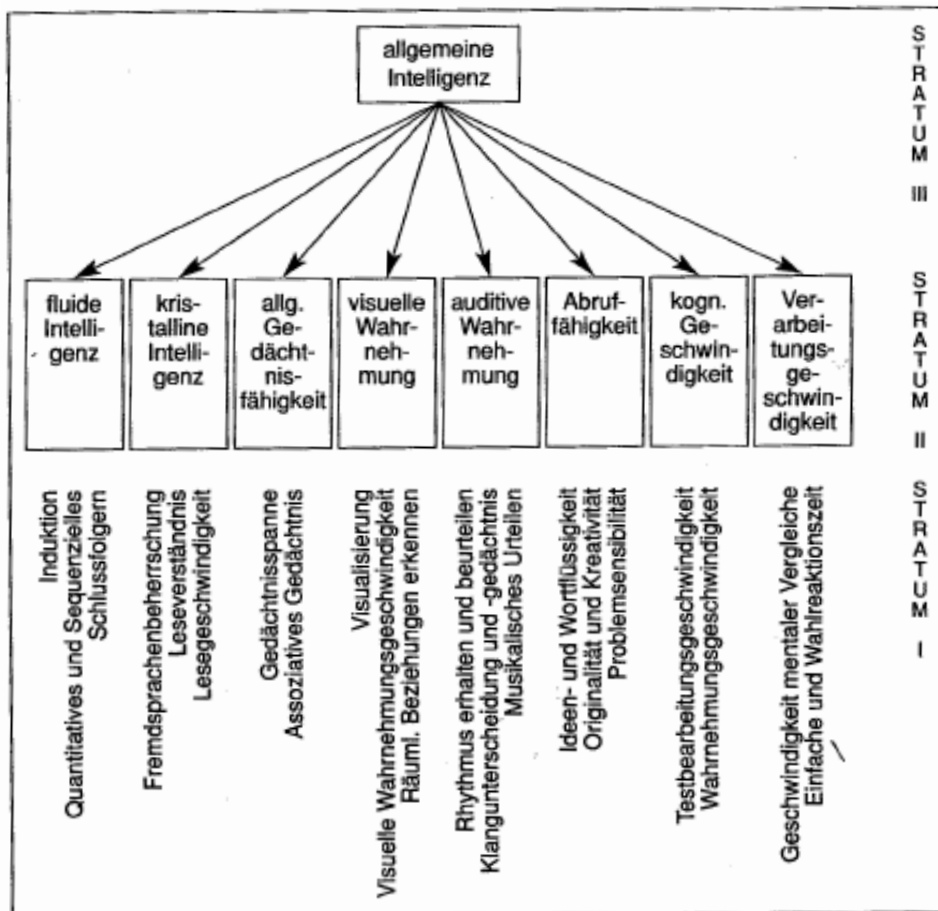 allgemeine
Intelligenz
STRATUM III
fluide
Intelli-
genz
kris-
talline
Intelli-
genz
allg.
Ge-
dächt-
nis-
fähigkeit
visuelle
Wahr-
neh-
mung
auditive
Wahr-
neh-
mung
Abruf-
fähigkeit
kogn.
Ge-
schwin-
digkeit
Ver-
arbei-
tungs-
ge-
schwin-
digkeit
STRATUM II
Induktion
Quantitatives und Sequenzielles
Schlussfolgern
Fremdsprachenbeherrschung
Leseverständnis
Lesegeschwindigkeit
Gedächtnisspanne
Assoziatives Gedächtnis
Visualisierung
Visuelle Wahrnehmungsgeschwindigkeit
Räuml. Beziehungen erkennen
Rhythmus erhalten und beurteilen
Klangunterscheidung und -gedächtnis
Musikalisches Urteilen
Ideen- und Wortflüssigkeit
Originalität und Kreativität
Problemsensibilität
Testbearbeitungsgeschwindigkeit
Wahrnehmungsgeschwindigkeit
Geschwindigkeit mentaler Vergleiche
Einfache und Wahlreaktionszeit
STRATUM I